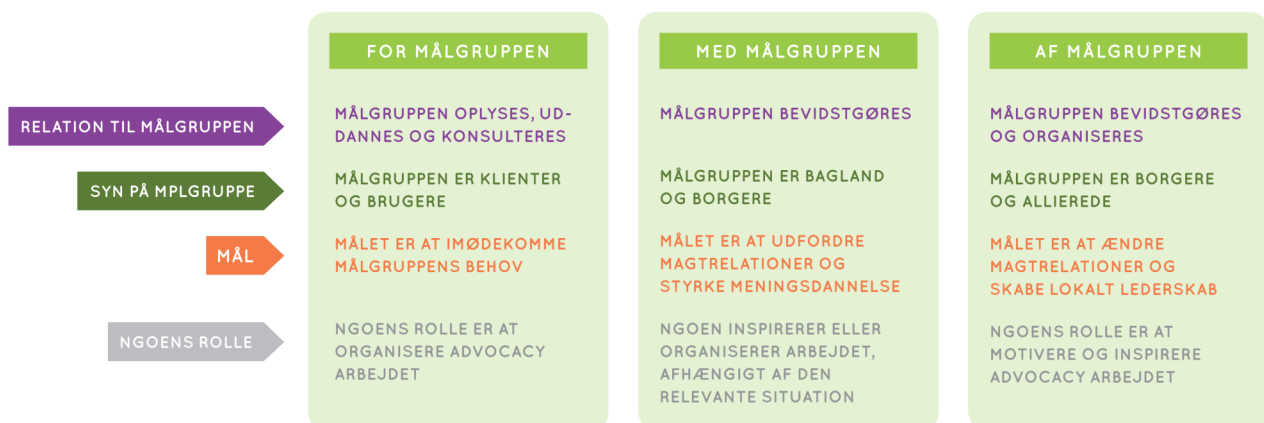 FOR MÅLGRUPPEN
MED MÅLGRUPPEN
AF MÅLGRUPPEN
RELATION TIL MÅLGRUPPEN
MÅLGRUPPEN OPLYSES, UD-
DANNES OG KONSULTERES
MÅLGRUPPEN BEVIDSTGØRES
MÅLGRUPPEN BEVIDSTGØRES
OG ORGANISERES
SYN PÅ MPLGRUPPE
MÅLGRUPPEN ER KLIENTER
OG BRUGERE
MÅLGRUPPEN ER BAGLAND
OG BORGERE
MÅLGRUPPEN ER BORGERE
OG ALLIEREDE
MÅL
MÅLET ER AT IMØDEKOMME
MÅLGRUPPENS BEHOV
MÅLET ER AT UDFORDRE
MAGTRELATIONER OG
STYRKE MENINGSDANNELSE
MÅLET ER AT ÆNDRE
MAGTRELATIONER OG
SKABE LOKALT LEDERSKAB
NGOENS ROLLE
NGOENS ROLLE ER AT
ORGANISERE ADVOCACY
ARBEJDET
NGOEN INSPIRERER ELLER
ORGANISERER ARBEJDET,
AFHÆNGIGT AF DEN
RELEVANTE SITUATION
NGOENS ROLLE ER AT
MOTIVERE OG INSPIRERE
ADVOCACY ARBEJDET